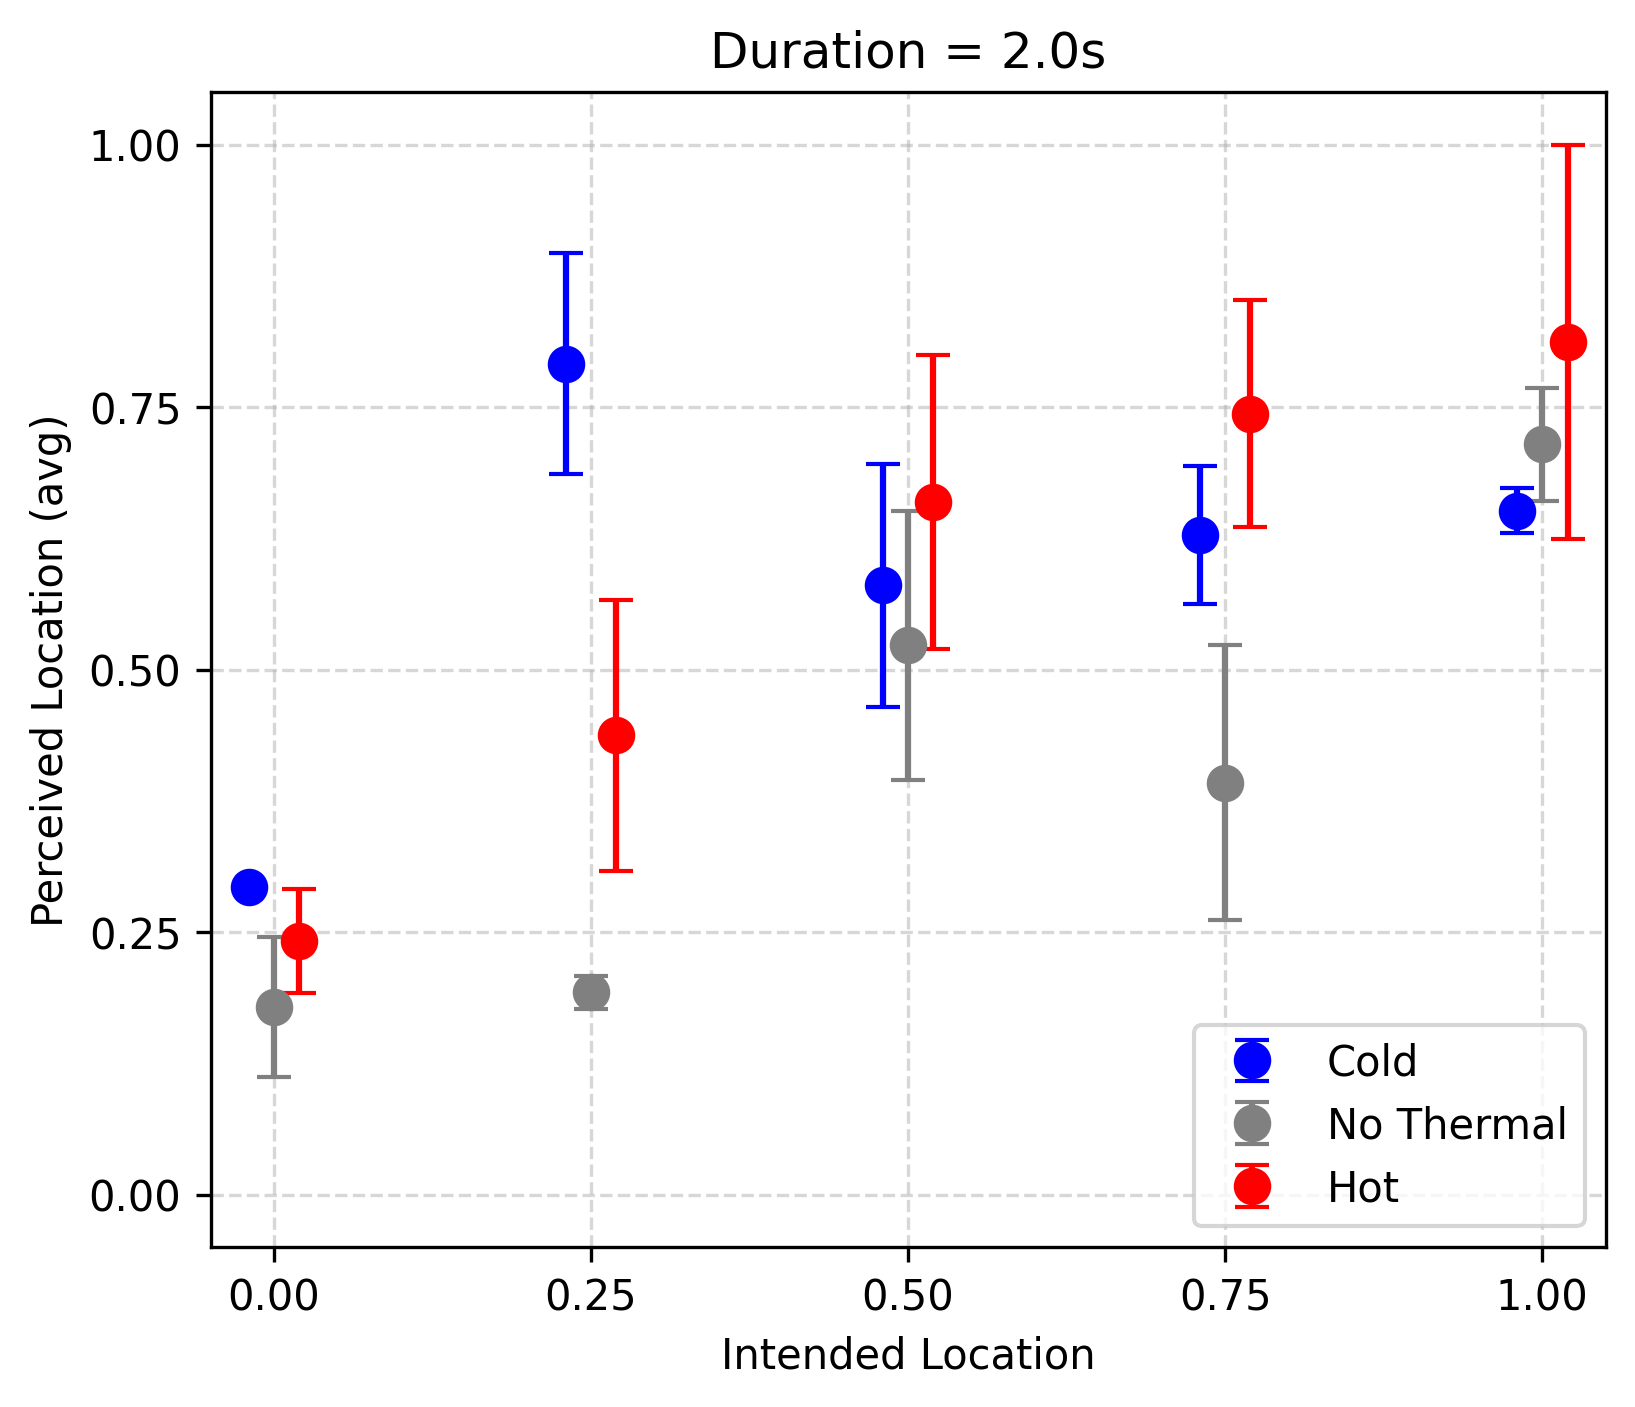 Duration = 2.0s
1.00
0.75
0.50
0.25
0.00
Perceived Location (avg)
Cold
No Thermal
Hot
0.00 0.25 0.50 0.75 1.00
Intended Location